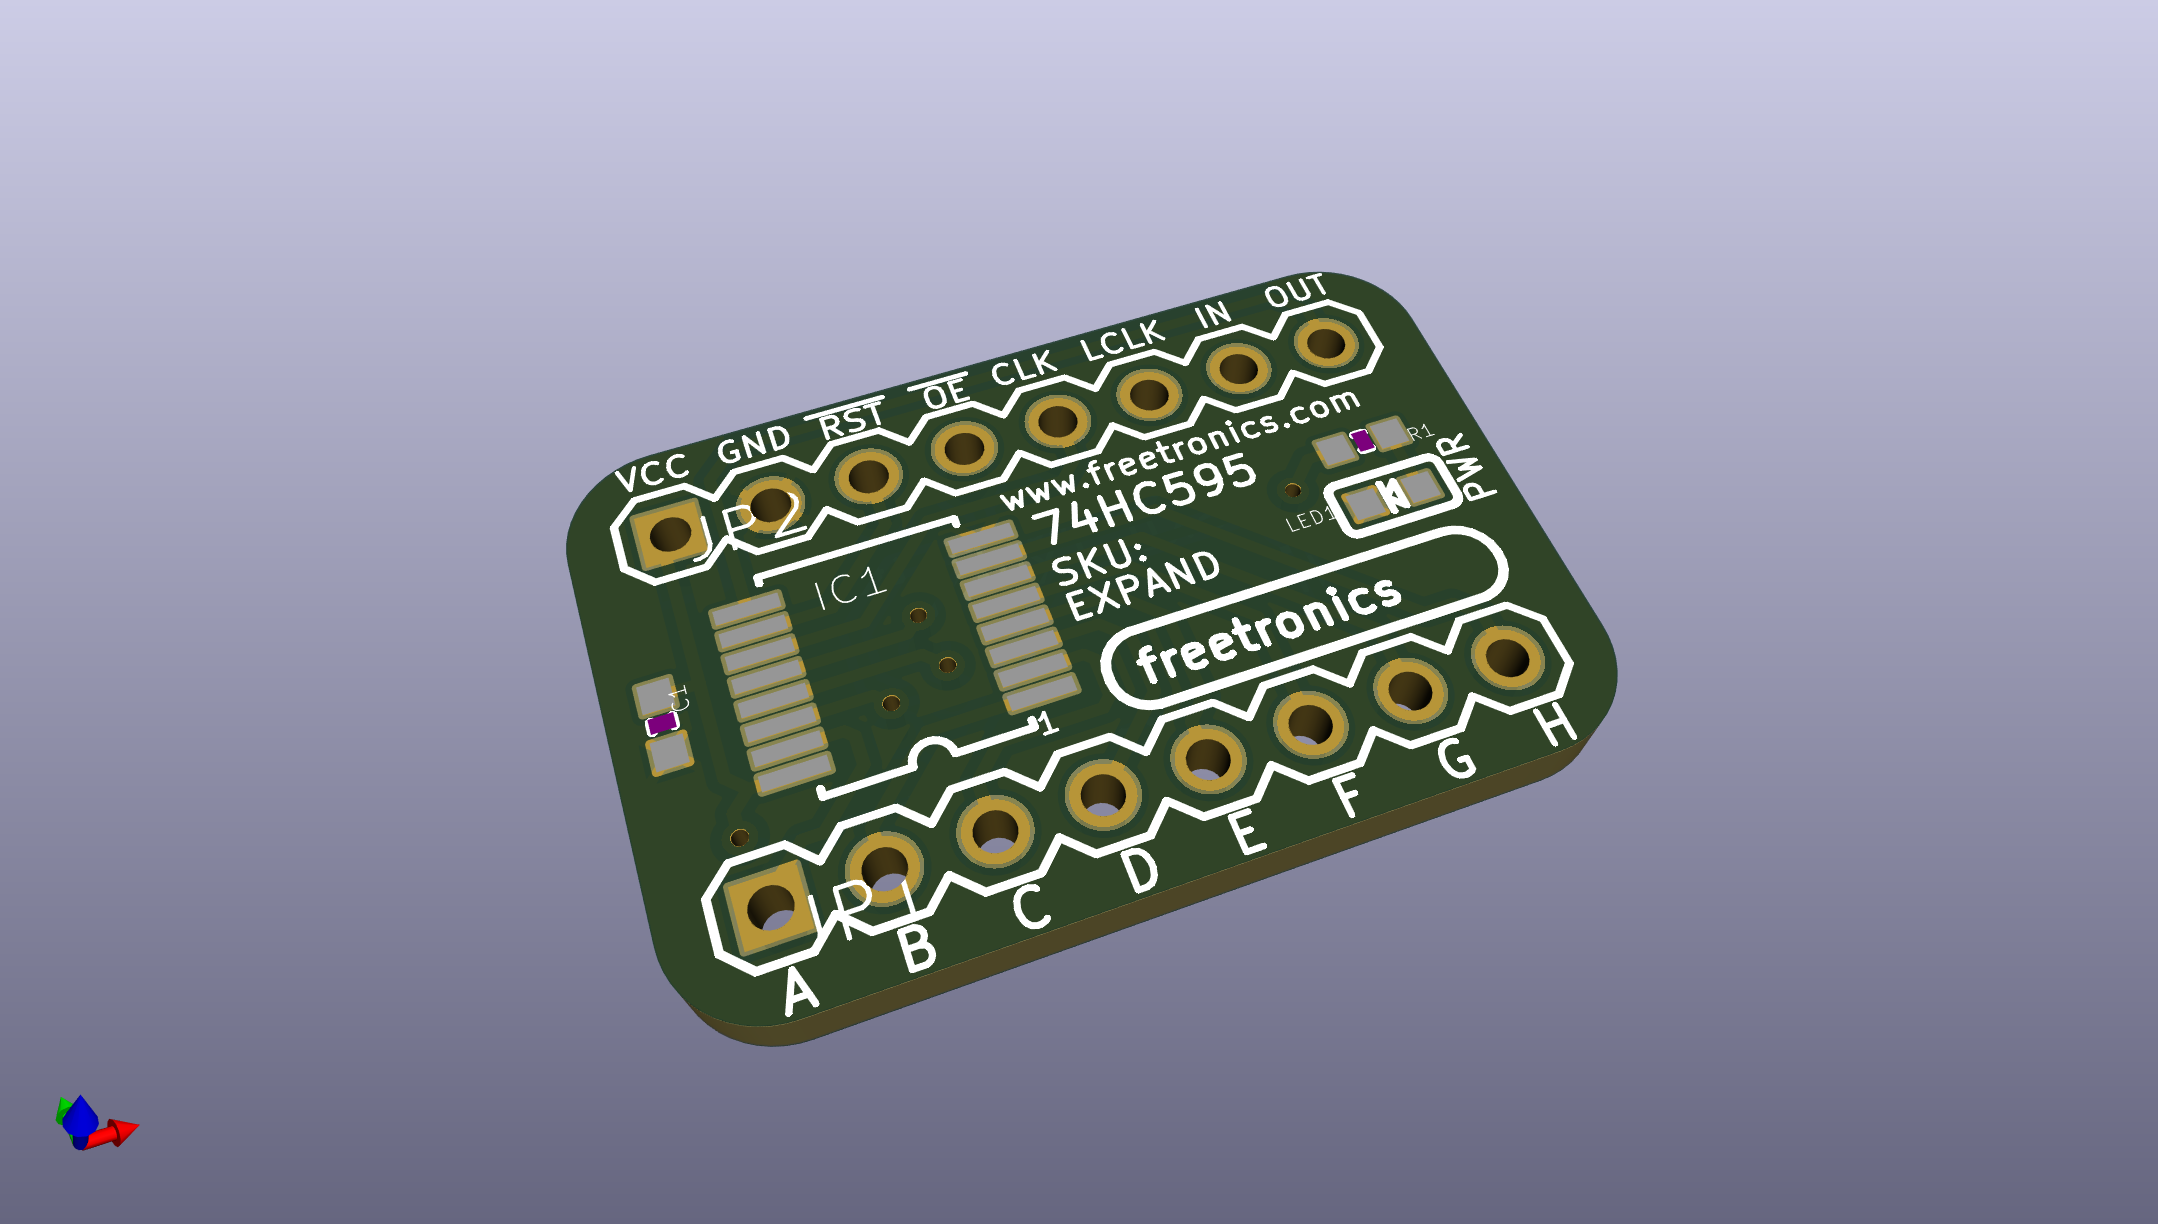 VCC GND RST OE CLK LCLK IN OUT
JP2
www.freetronics.com
74HC595
SKU:
EXPAND
R1
PWR
LED1
IC1
C1
freetronics
1
JP1
A B C D E F G H